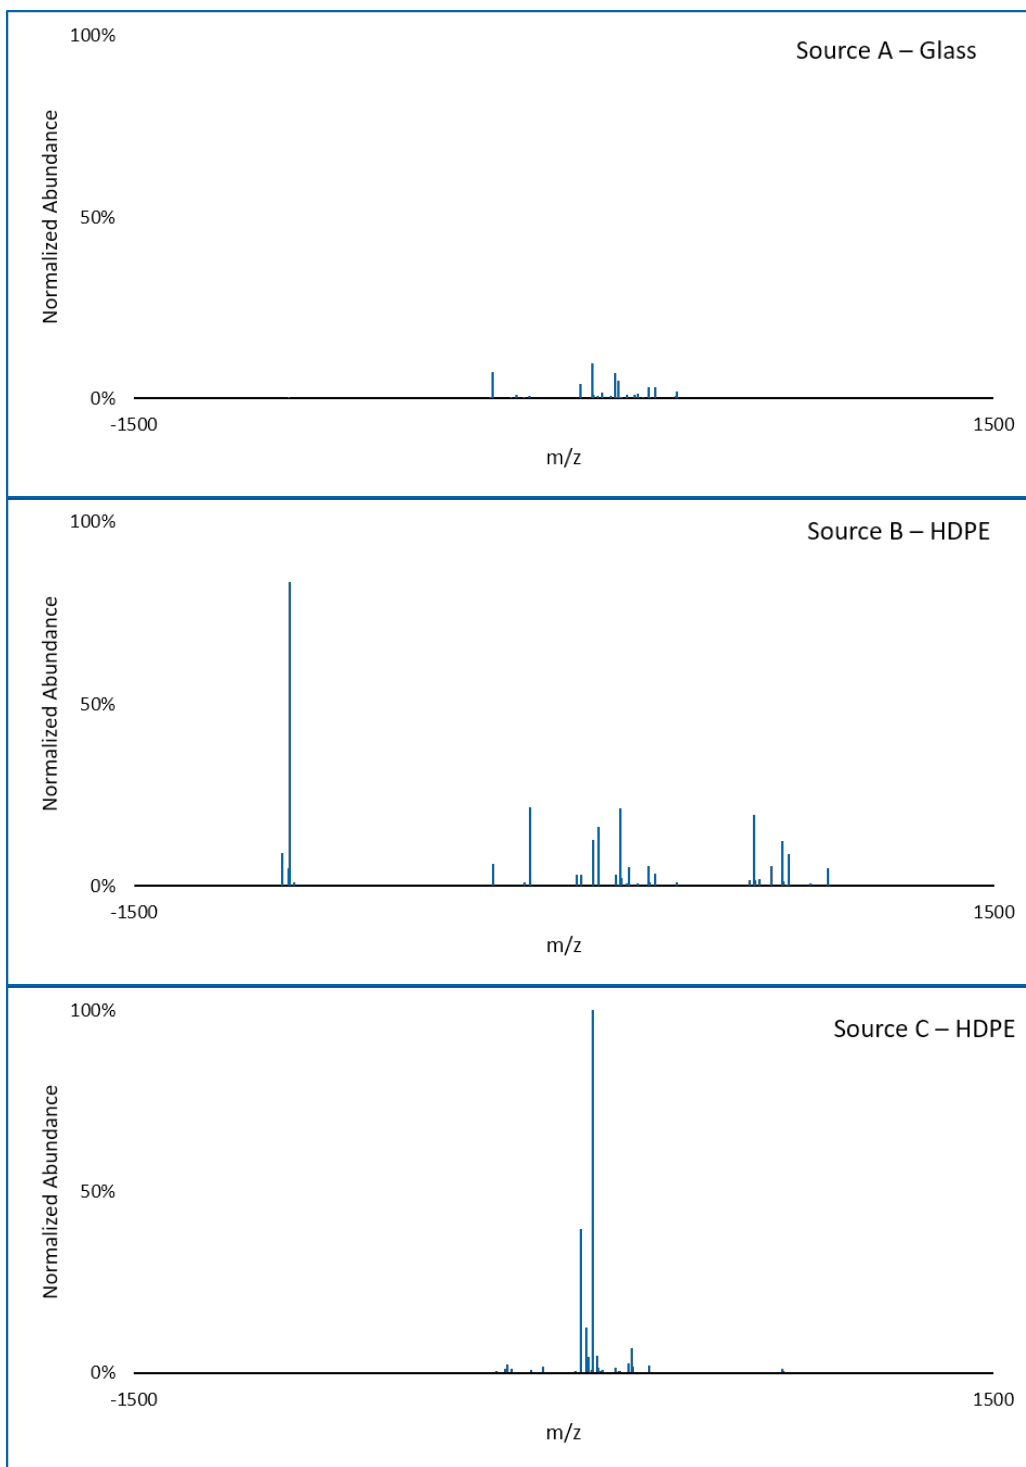 100%
Source A – Glass
Normalized Abundance
50%
0%
-1500
1500
m/z
100%
Source B – HDPE
Normalized Abundance
50%
0%
-1500
1500
m/z
100%
Source C – HDPE
Normalized Abundance
50%
0%
-1500
1500
m/z